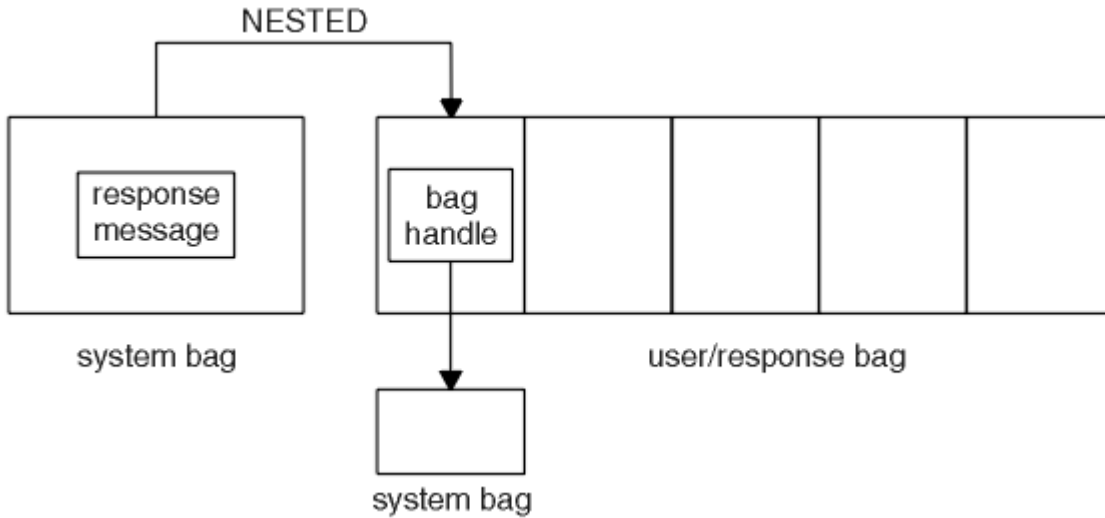 NESTED
response
message
bag
handle
system bag
user/response bag
system bag